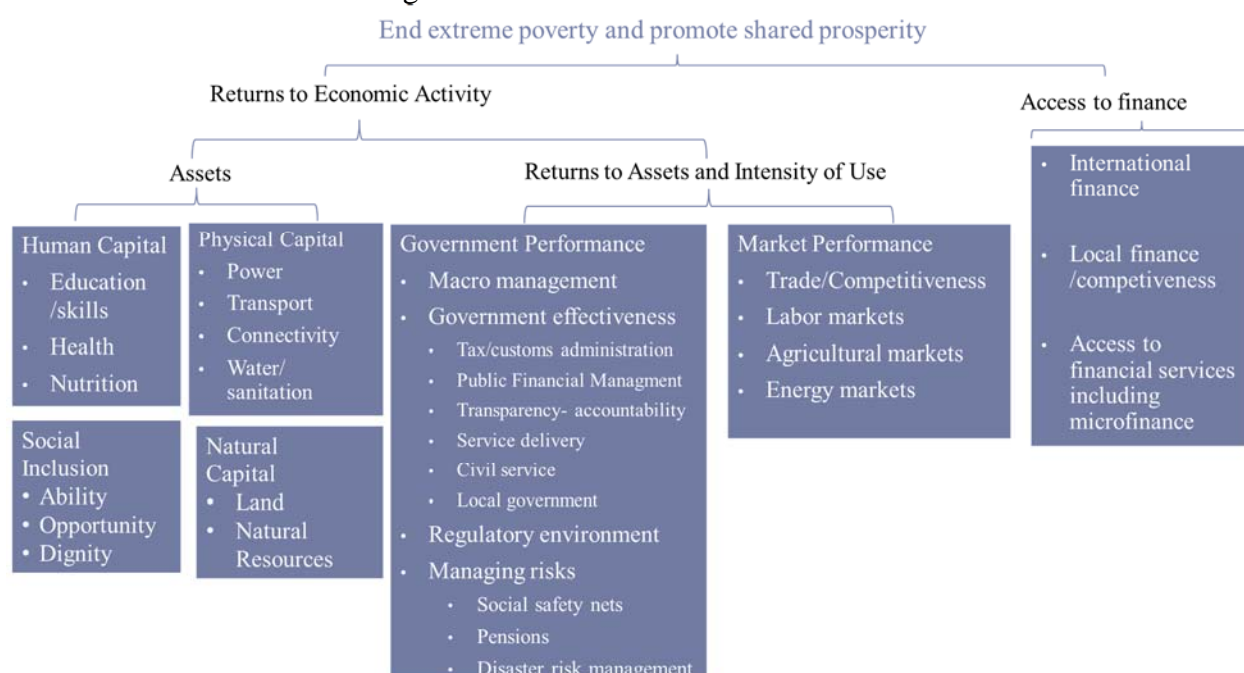 End extreme poverty and promote shared prosperity
Returns to Economic Activity
Access to finance
Assets
Returns to Assets and Intensity of Use
Human Capital
• Education
/skills
• Health
• Nutrition
Physical Capital
• Power
• Transport
• Connectivity
• Water/
sanitation
Social
Inclusion
• Ability
• Opportunity
• Dignity
Natural
Capital
• Land
• Natural
Resources
Government Performance
• Macro management
• Government effectiveness
• Tax/customs administration
• Public Financial Managment
• Transparency- accountability
• Service delivery
• Civil service
• Local government
• Regulatory environment
• Managing risks
• Social safety nets
• Pensions
• Disaster risk management
Market Performance
• Trade/Competitiveness
• Labor markets
• Agricultural markets
• Energy markets
• International
finance
• Local finance
/competiveness
• Access to
financial services
including
microfinance